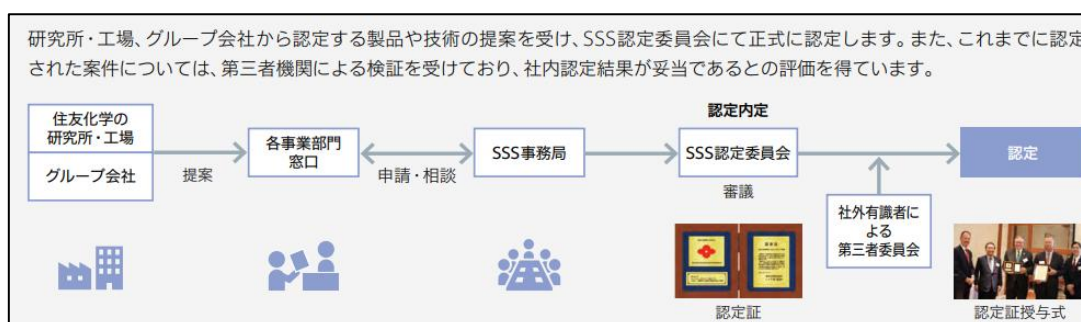 研究所・工場、グループ会社から認定する製品や技術の提案を受け、SSS認定委員会にて正式に認定します。また、これまでに認定
された案件については、第三者機関による検証を受けており、社内認定結果が妥当であるとの評価を得ています。
住友化学の
研究所・工場
グループ会社
提案
各事業部門
窓口
申請・相談
SSS事務局
認定内定
SSS認定委員会
審議
社外有識者に
よる
第三者委員会
認定
認定証
認定証授与式